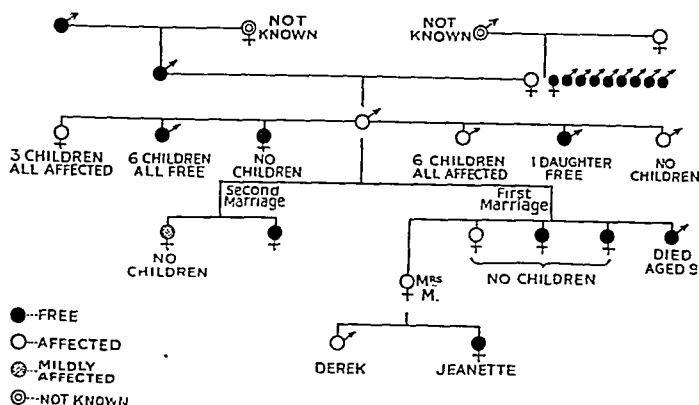 NOT
KNOWN
NOT
KNOWN
3 CHILDREN
ALL AFFECTED
6 CHILDREN
ALL FREE
NO
CHILDREN
6 CHILDREN
ALL AFFECTED
1 DAUGHTER
FREE
NO
CHILDREN
Second
Marriage
First
Marriage
NO
CHILDREN
NO CHILDREN
DIED
AGED 9
MRS
M.
DEREK
JEANETTE
FREE
AFFECTED
MILDLY
AFFECTED
NOT KNOWN